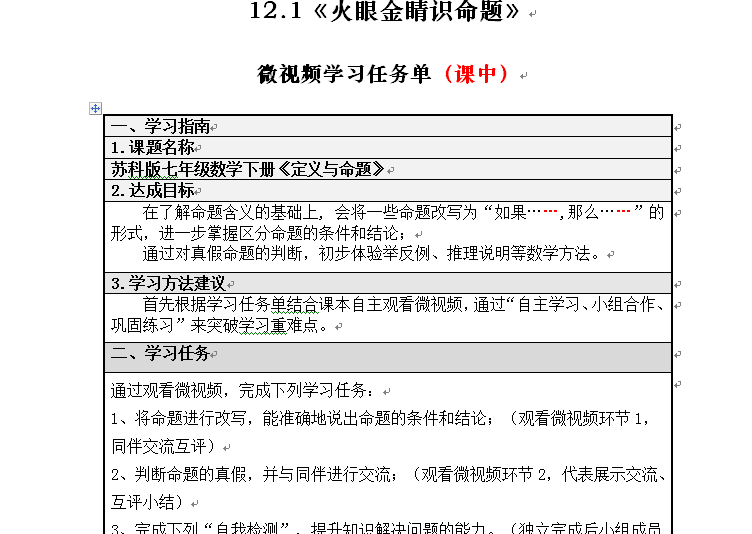 12.1《火眼金睛识命题》
微视频学习任务单（课中）
一、学习指南
1.课题名称
苏科版七年级数学下册《定义与命题》
2.达成目标
在了解命题含义的基础上, 会将一些命题改写为“如果……,那么……”的
形式，进一步掌握区分命题的条件和结论；
通过对真假命题的判断，初步体验举反例、推理说明等数学方法。
3.学习方法建议
首先根据学习任务单结合课本自主观看微视频，通过“自主学习、小组合作、
巩固练习”来突破学习重难点。
二、学习任务
通过观看微视频，完成下列学习任务：
1、将命题进行改写，能准确地说出命题的条件和结论；（观看微视频环节1，
同伴交流互评）
2、判断命题的真假，并与同伴进行交流；（观看微视频环节2，代表展示交流、
互评小结）
3、完成下列“自我检测”，提升知识解决问题的能力。（独立完成后小组成员